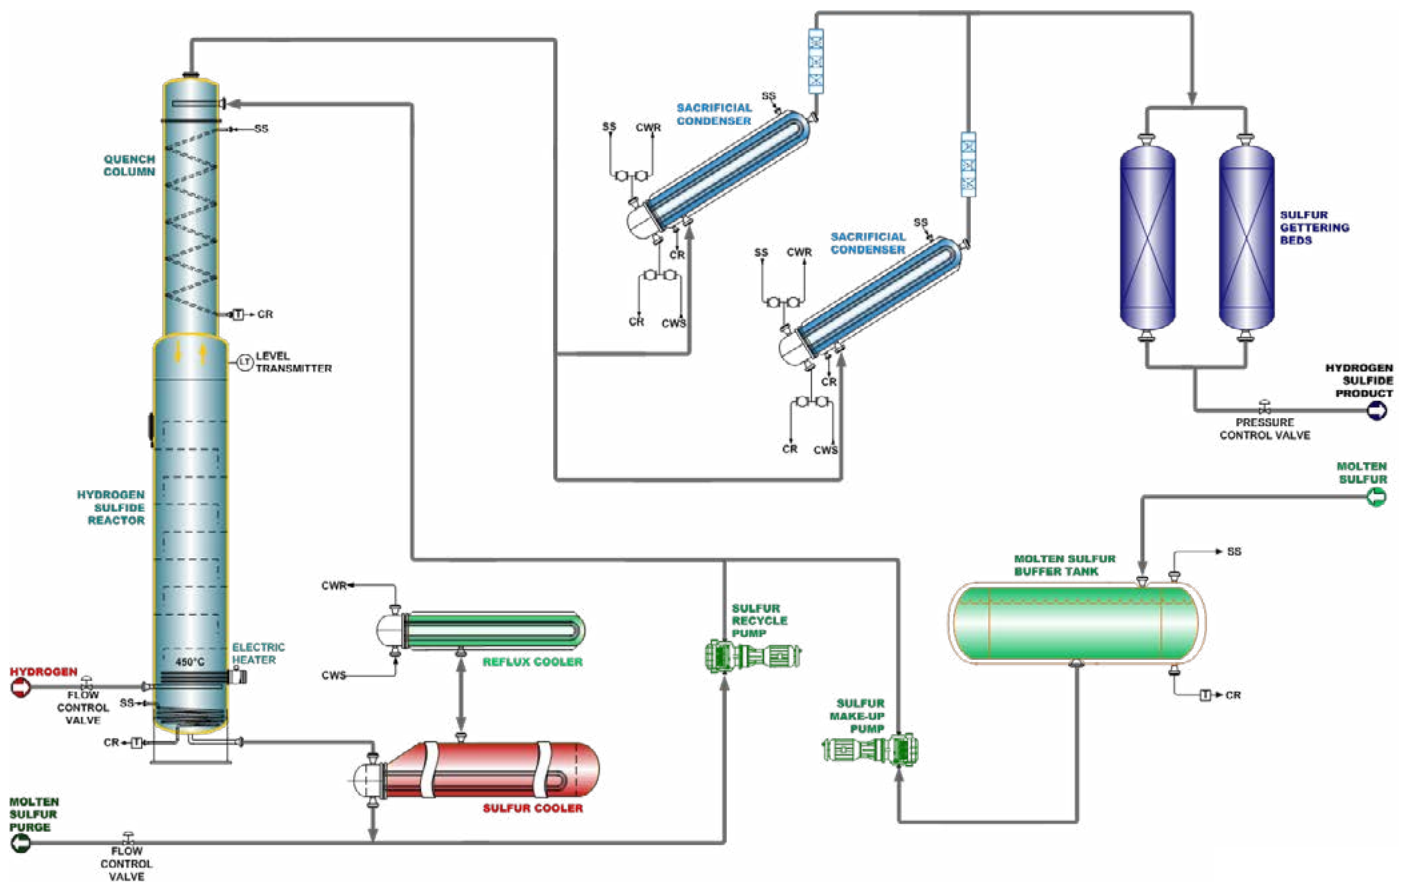 SS
SACRIFICIAL
CONDENSER
SS
CWR
SS
QUENCH
COLUMN
SS
SACRIFICIAL
CONDENSER
SULFUR
GETTERING
BEDS
SS
CWR
CR
T
CR
CR
CWS
LT
LEVEL
TRANSMITTER
CR
HYDROGEN
SULFIDE
PRODUCT
PRESSURE
CONTROL VALVE
CR
CWS
MOLTEN
SULFUR
HYDROGEN
SULFIDE
REACTOR
SS
MOLTEN SULFUR
BUFFER TANK
CWR
SULFUR
RECYCLE
PUMP
ELECTRIC
HEATER
450°C
REFLUX COOLER
HYDROGEN
CWS
FLOW
CONTROL
VALVE
SS
T
CR
SULFUR
MAKE-UP
PUMP
CR
T
SULFUR COOLER
MOLTEN
SULFUR
PURGE
FLOW
CONTROL
VALVE